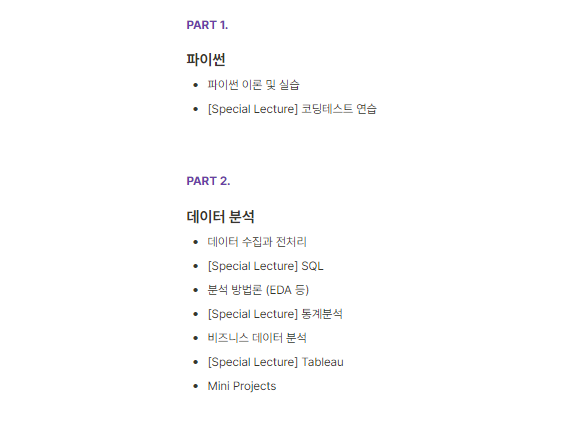 PART 1.
파이썬
파이썬 이론 및 실습
[Special Lecture] 코딩테스트 연습
PART 2.
데이터 분석
데이터 수집과 전처리
[Special Lecture] SQL
분석 방법론 (EDA 등)
[Special Lecture] 통계분석
비즈니스 데이터 분석
[Special Lecture] Tableau
Mini Projects